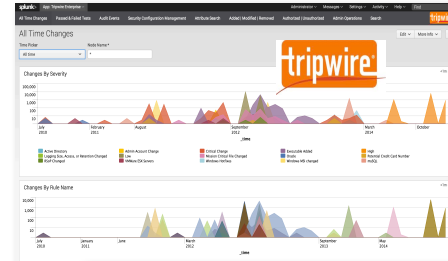 splunk> App: Tripwire Enterprise
Administrator Messages Settings Activity Help Find
All Time Changes Passed & Failed Tests Audit Events Security Configuration Management Attribute Search Added | Modified | Removed Authorized | Unauthorized Admin Operations Search
All Time Changes
Edit More Info
Time Picker Node Name *
All time *
tripwire
Changes By Severity
100,000
10,000
1,000
100
10
July 2010 February 2011 August September 2012 March 2014 October
_time
Active Directory Admin Account Change Critical Change Executable Added High
Logging Size, Access, or Retention Changed Low Mission Critical File Changed Oracle Potential Credit Card Number
RSoP Changed VMWare ESX Servers Windows Hotfixes Windows MBI changed mySQL
Changes By Rule Name
10,000
1,000
100
10
July 2010 January 2011 June March 2012 September 2013 May 2014
_time